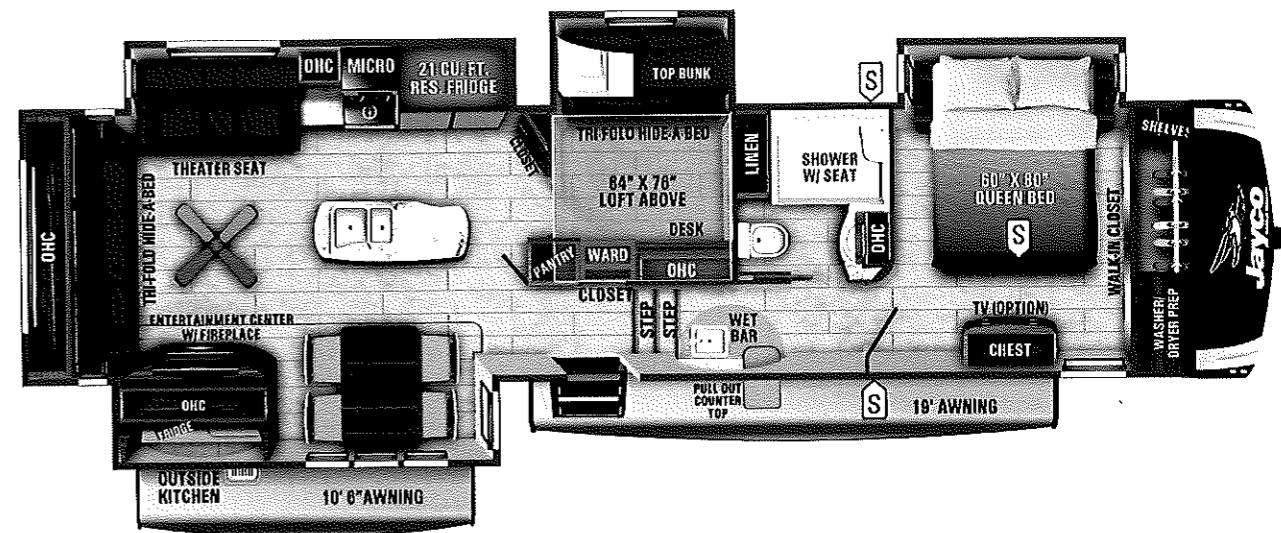 OHC
MICRO
21 CU. FT.
RES. FRIDGE
TOP BUNK
S
THEATER SEAT
CLOSET
TRI-FOLD HIDE-A-BED
LINEN
SHOWER
W/ SEAT
SHELVES
OHC
TRI-FOLD HIDE-A-BED
64" X 76"
LOFT ABOVE
60" X 80"
QUEEN BED
S
DESK
PANTRY
WARD
OHC
OHC
WALK-IN CLOSET
Jayco
CLOSET
ENTERTAINMENT CENTER
W/ FIREPLACE
STEP
STEP
WET
BAR
TV (OPTION)
CHEST
WASHER/
DRYER PREP
OHC
FRIDGE
PULL OUT
COUNTER
TOP
S
19' AWNING
OUTSIDE
KITCHEN
10' 6" AWNING